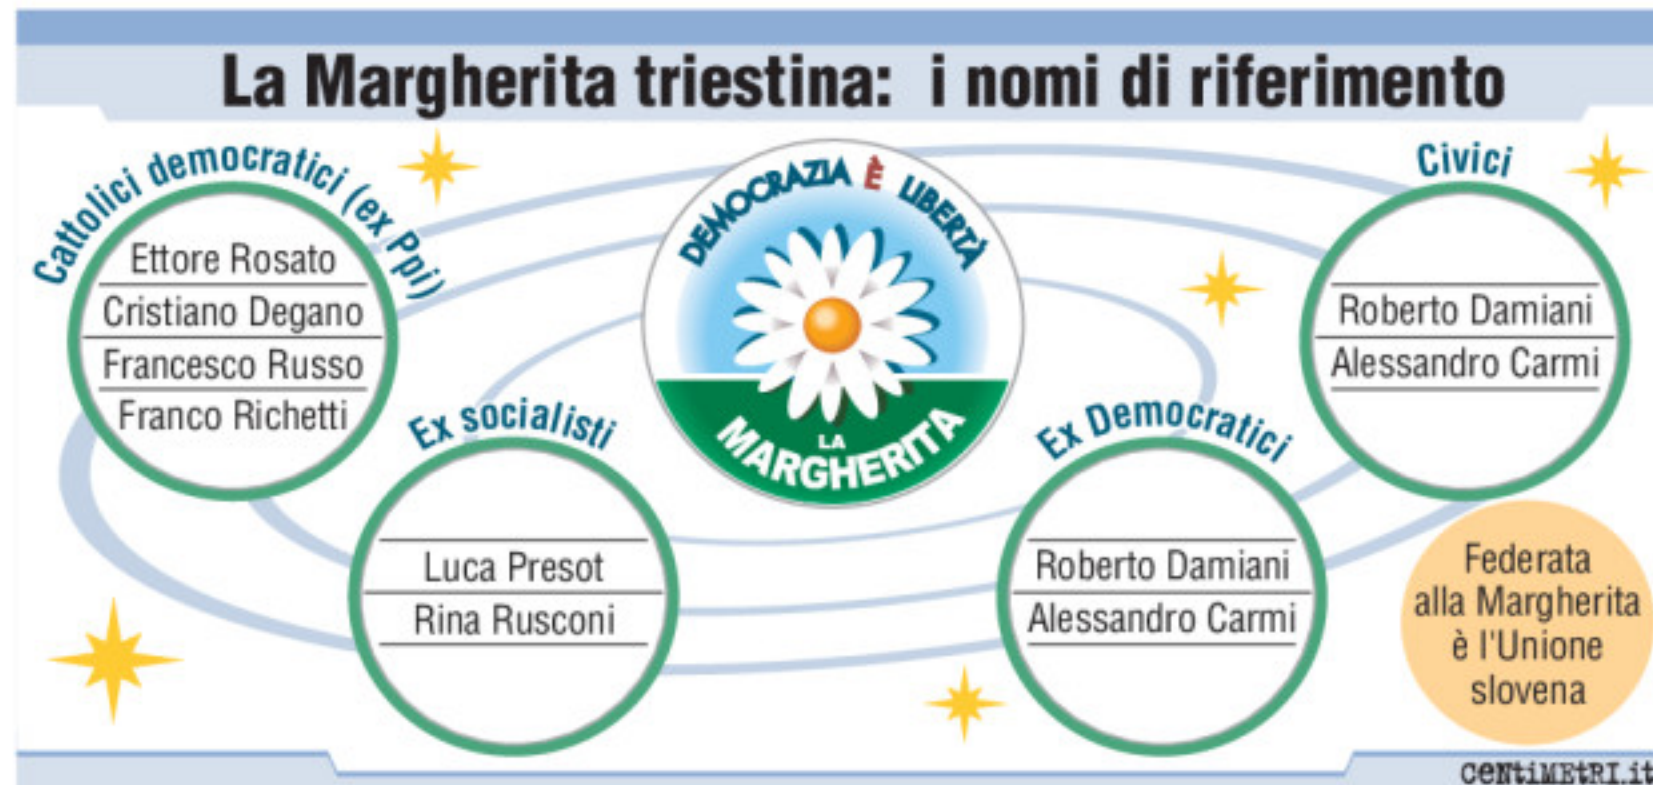 La Margherita triestina: i nomi di riferimento
Cattolici democratici (ex Ppi)
Ettore Rosato
Cristiano Degano
Francesco Russo
Franco Richetti
Ex socialisti
Luca Presot
Rina Rusconi
DEMOCRAZIA È LIBERTÀ
LA
MARGHERITA
Ex Democratici
Roberto Damiani
Alessandro Carmi
Civici
Roberto Damiani
Alessandro Carmi
Federata
alla Margherita
è l'Unione
slovena
CENTIMETRI.it